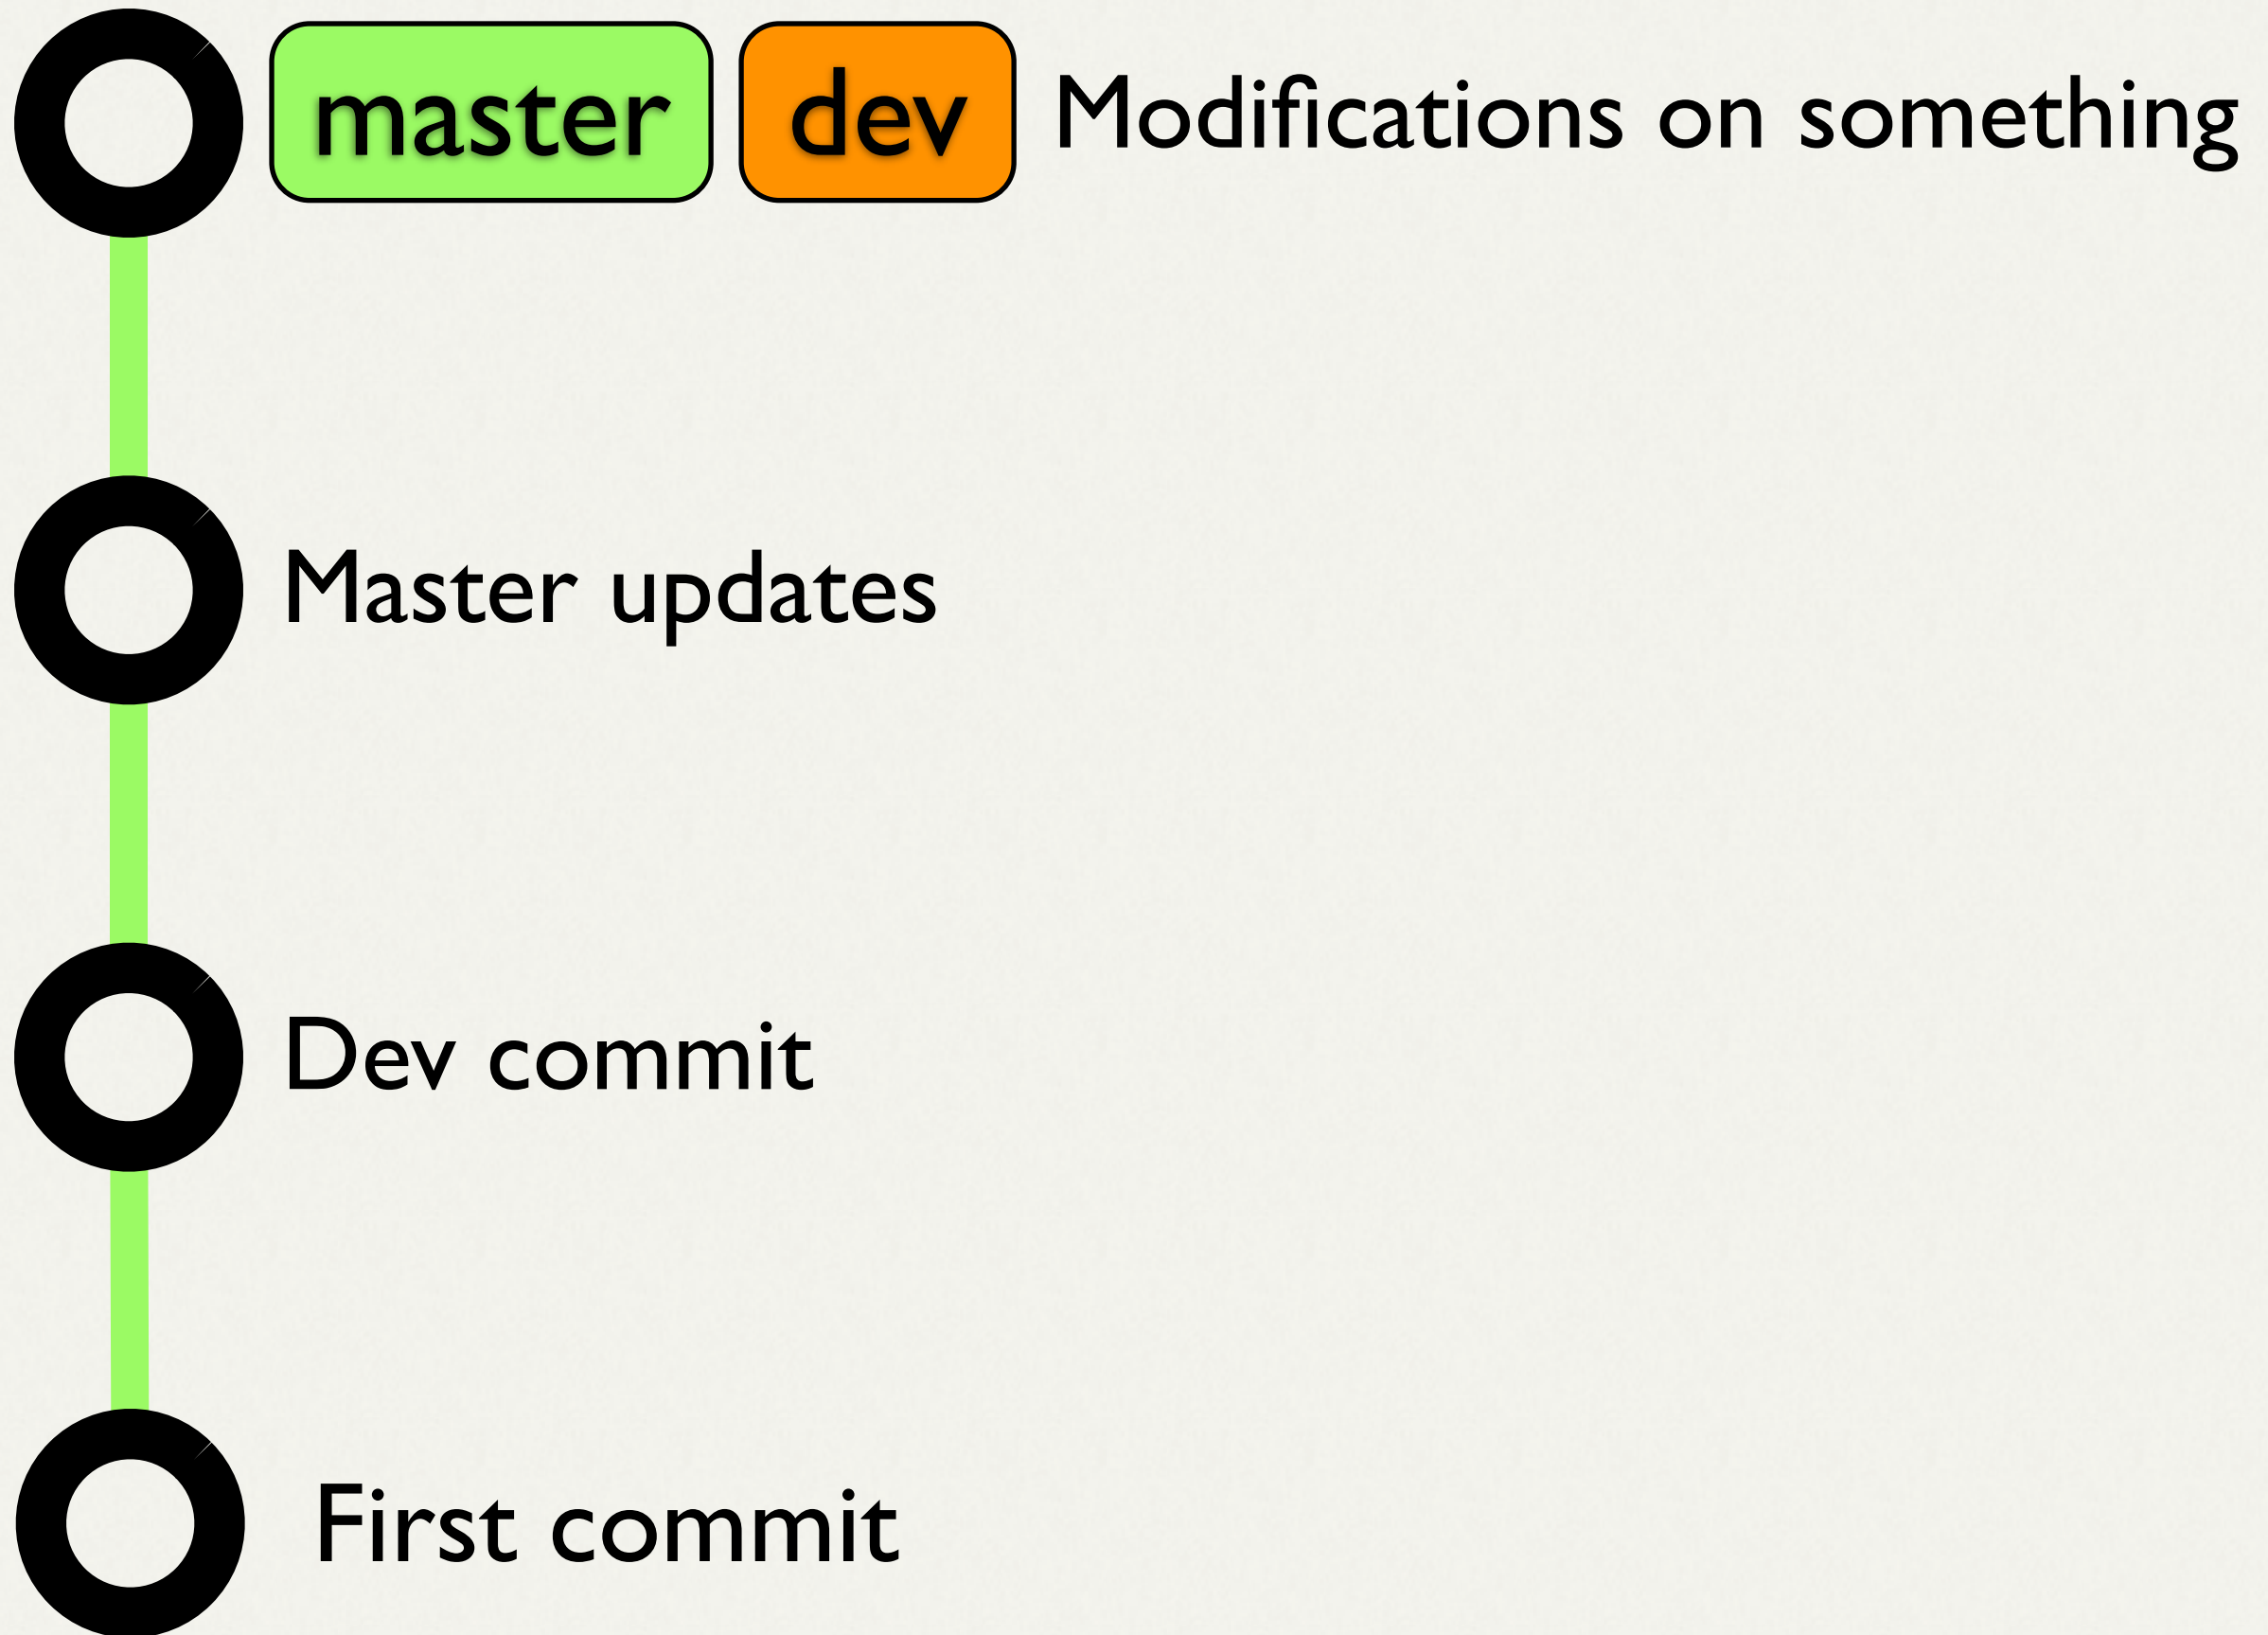 master dev Modifications on something
Master updates
Dev commit
First commit